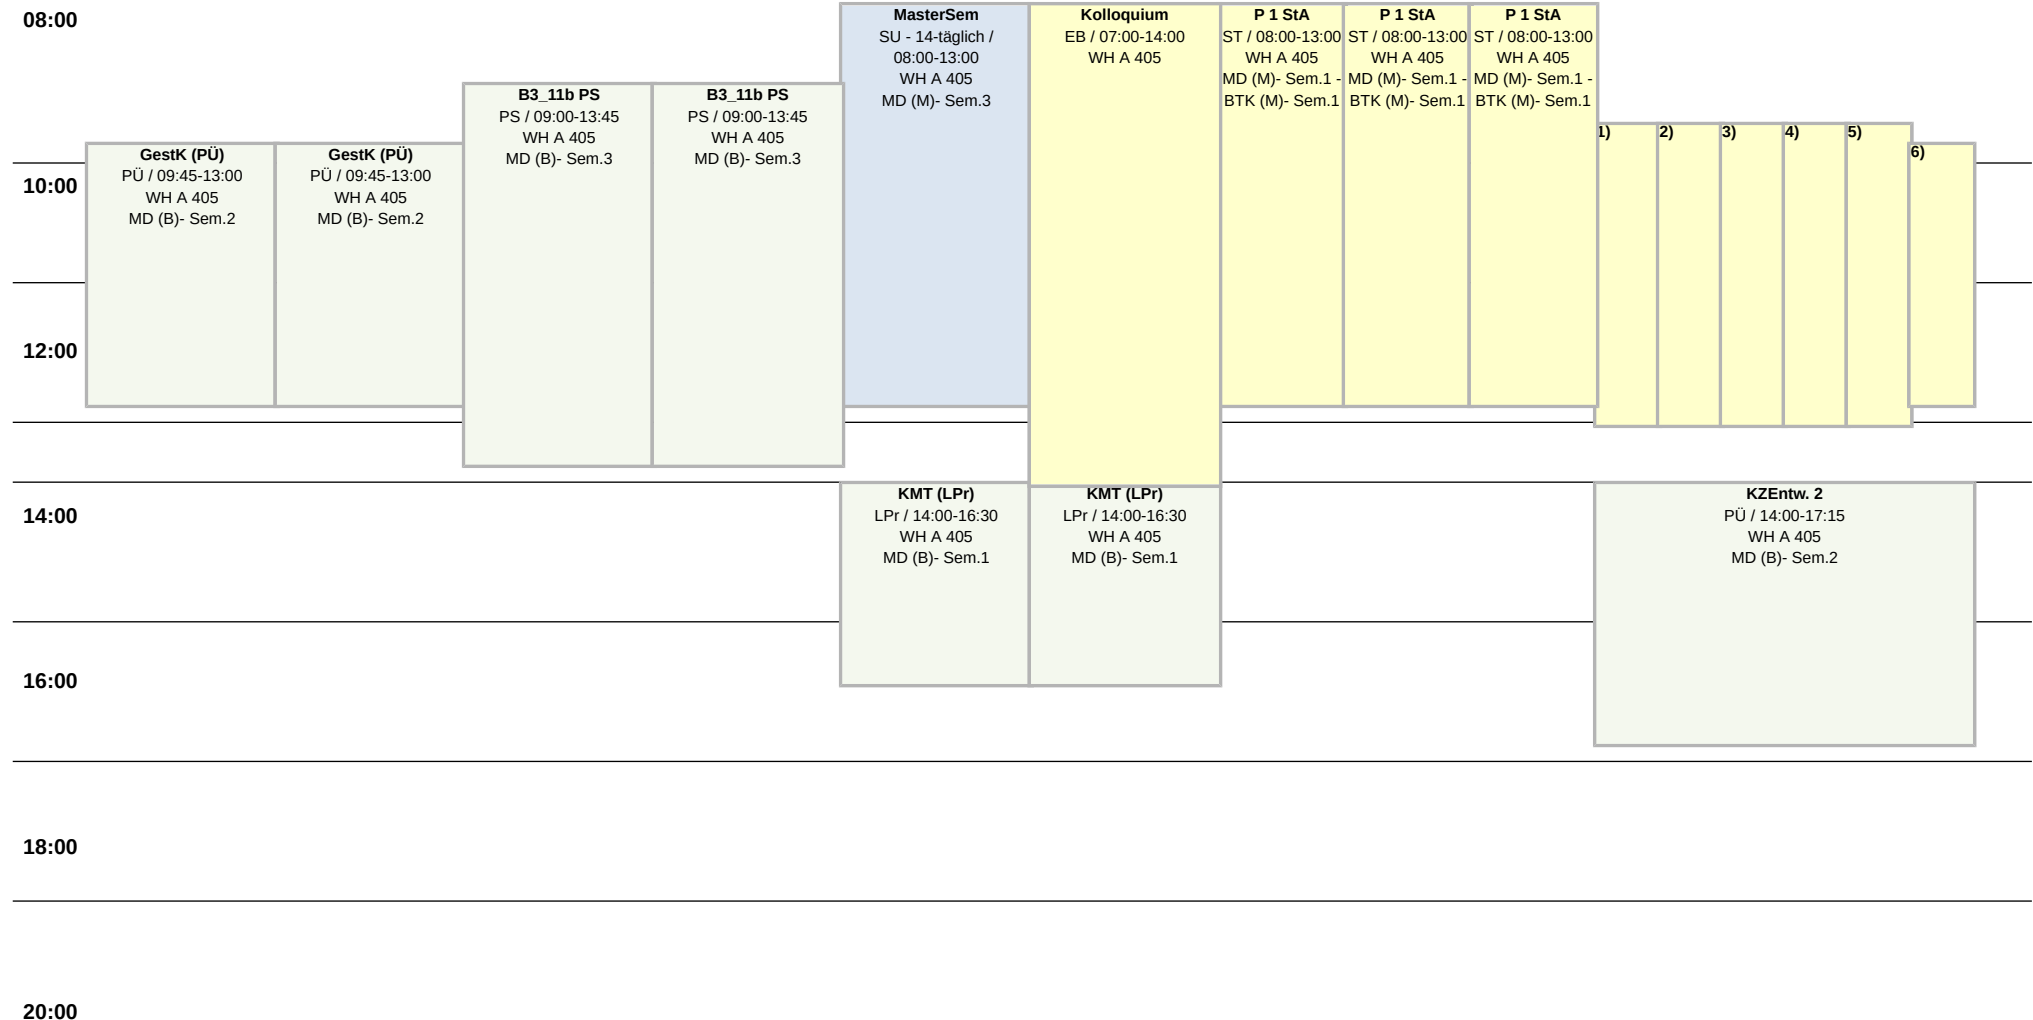 08:00
10:00
12:00
14:00
16:00
18:00
20:00
GestK (PÜ)
PÜ / 09:45-13:00
WH A 405
MD (B)- Sem.2
GestK (PÜ)
PÜ / 09:45-13:00
WH A 405
MD (B)- Sem.2
B3_11b PS
PS / 09:00-13:45
WH A 405
MD (B)- Sem.3
B3_11b PS
PS / 09:00-13:45
WH A 405
MD (B)- Sem.3
MasterSem
SU - 14-täglich /
08:00-13:00
WH A 405
MD (M)- Sem.3
KMT (LPr)
LPr / 14:00-16:30
WH A 405
MD (B)- Sem.1
Kolloquium
EB / 07:00-14:00
WH A 405
KMT (LPr)
LPr / 14:00-16:30
WH A 405
MD (B)- Sem.1
P 1 StA
ST / 08:00-13:00
WH A 405
MD (M)- Sem.1 -
BTK (M)- Sem.1
P 1 StA
ST / 08:00-13:00
WH A 405
MD (M)- Sem.1 -
BTK (M)- Sem.1
P 1 StA
ST / 08:00-13:00
WH A 405
MD (M)- Sem.1 -
BTK (M)- Sem.1
1)
2)
3)
4)
5)
6)
KZEntw. 2
PÜ / 14:00-17:15
WH A 405
MD (B)- Sem.2